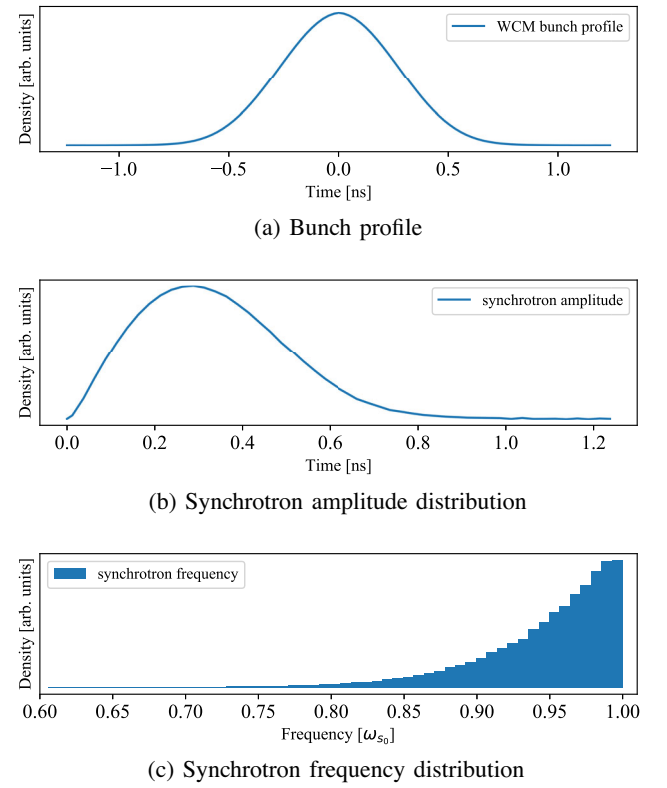 Density [arb. units]
WCM bunch profile
−1.0 −0.5 0.0 0.5 1.0
Time [ns]
(a) Bunch profile
Density [arb. units]
synchrotron amplitude
0.0 0.2 0.4 0.6 0.8 1.0 1.2
Time [ns]
(b) Synchrotron amplitude distribution
Density [arb. units]
synchrotron frequency
0.60 0.65 0.70 0.75 0.80 0.85 0.90 0.95 1.00
Frequency [ω_{s_0}]
(c) Synchrotron frequency distribution